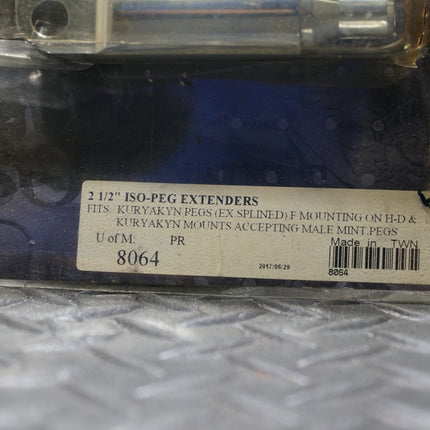 2 1/2" ISO-PEG EXTENDERS
FITS: KURYAKYN PEGS (EX SPLINED) F MOUNTING ON H-D &
KURYAKYN MOUNTS ACCEPTING MALE MINT.PEGS
U of M: PR
Made in TWN
8064
2017/06/29
8064